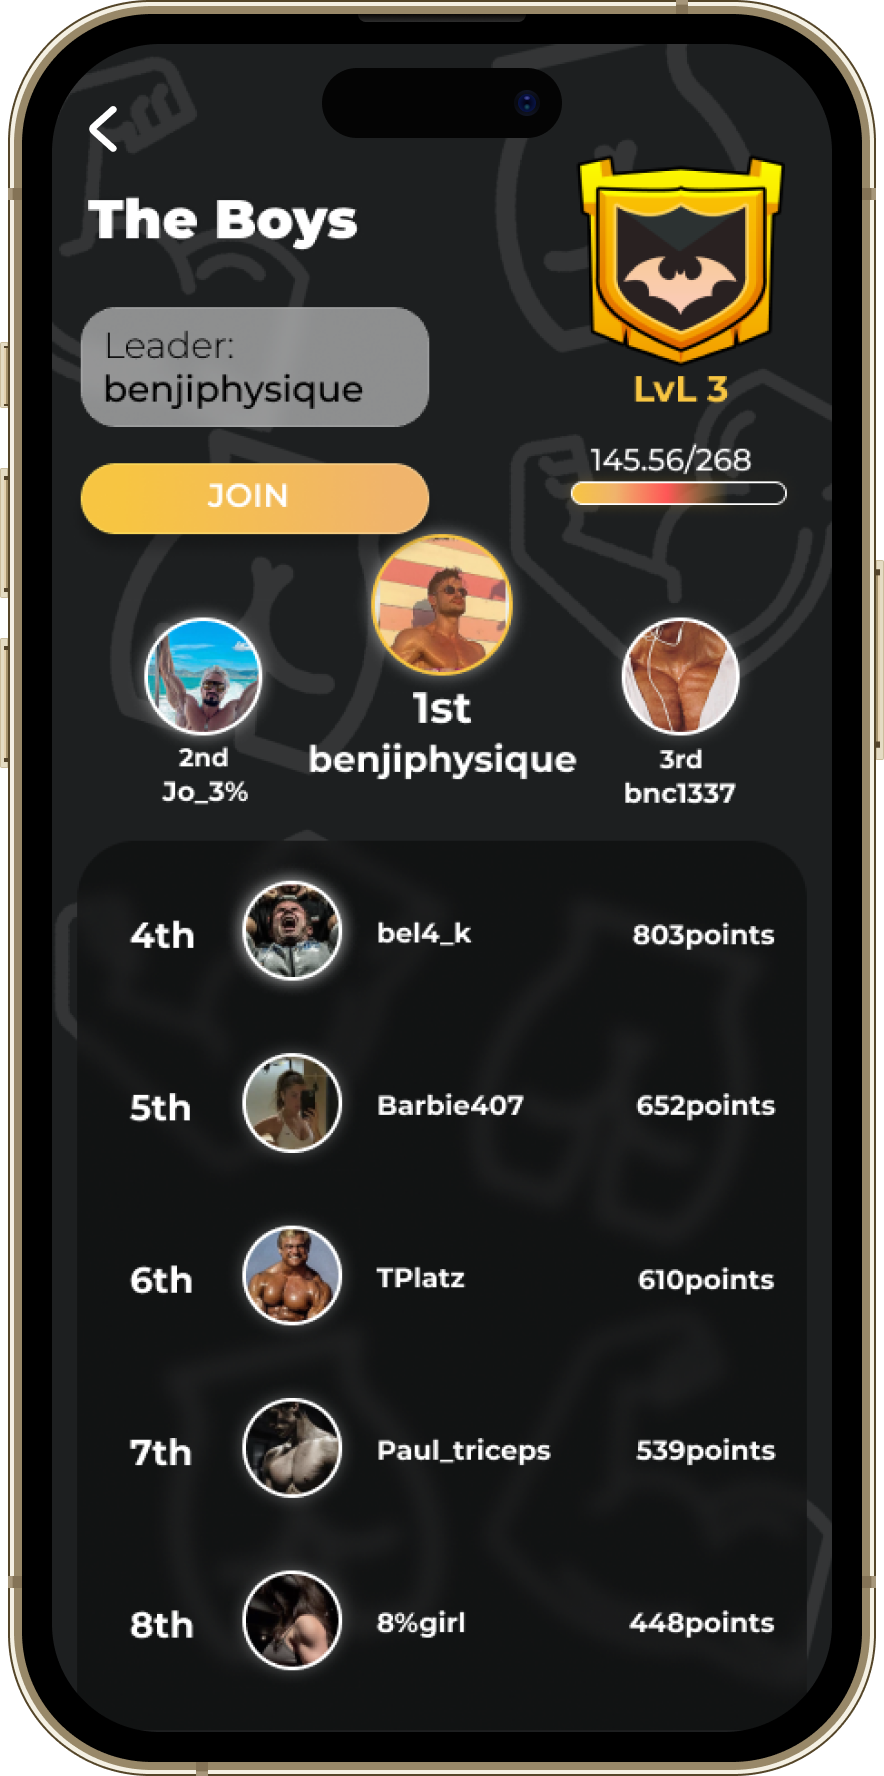 The Boys
Leader:
benjiphysique
LvL 3
145.56/268
JOIN
1st
benjiphysique
2nd
Jo_3%
3rd
bnc1337
4th bel4_k 803points
5th Barbie407 652points
6th TPlatz 610points
7th Paul_triceps 539points
8th 8%girl 448points